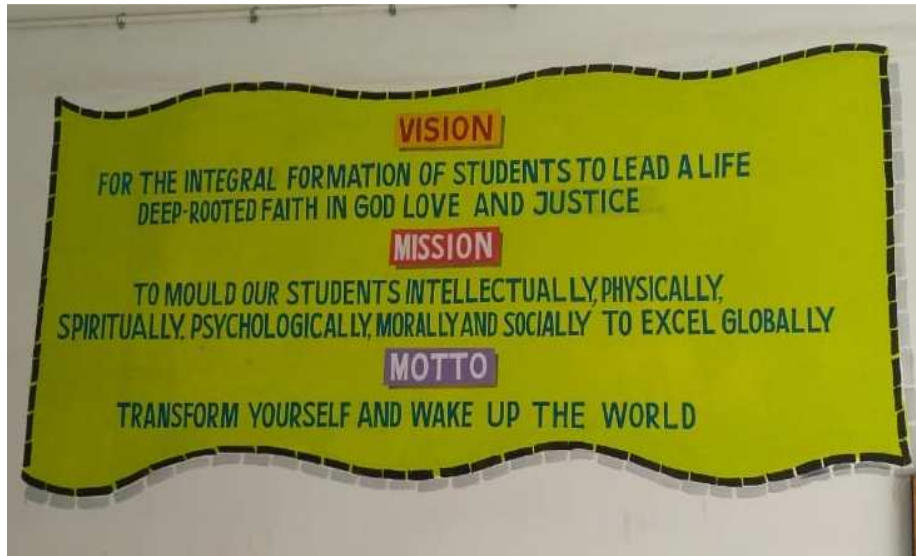 VISION
FOR THE INTEGRAL FORMATION OF STUDENTS TO LEAD A LIFE
DEEP-ROOTED FAITH IN GOD LOVE AND JUSTICE
MISSION
TO MOULD OUR STUDENTS INTELLECTUALLY, PHYSICALLY,
SPIRITUALLY, PSYCHOLOGICALLY, MORALLY AND SOCIALLY TO EXCEL GLOBALLY
MOTTO
TRANSFORM YOURSELF AND WAKE UP THE WORLD